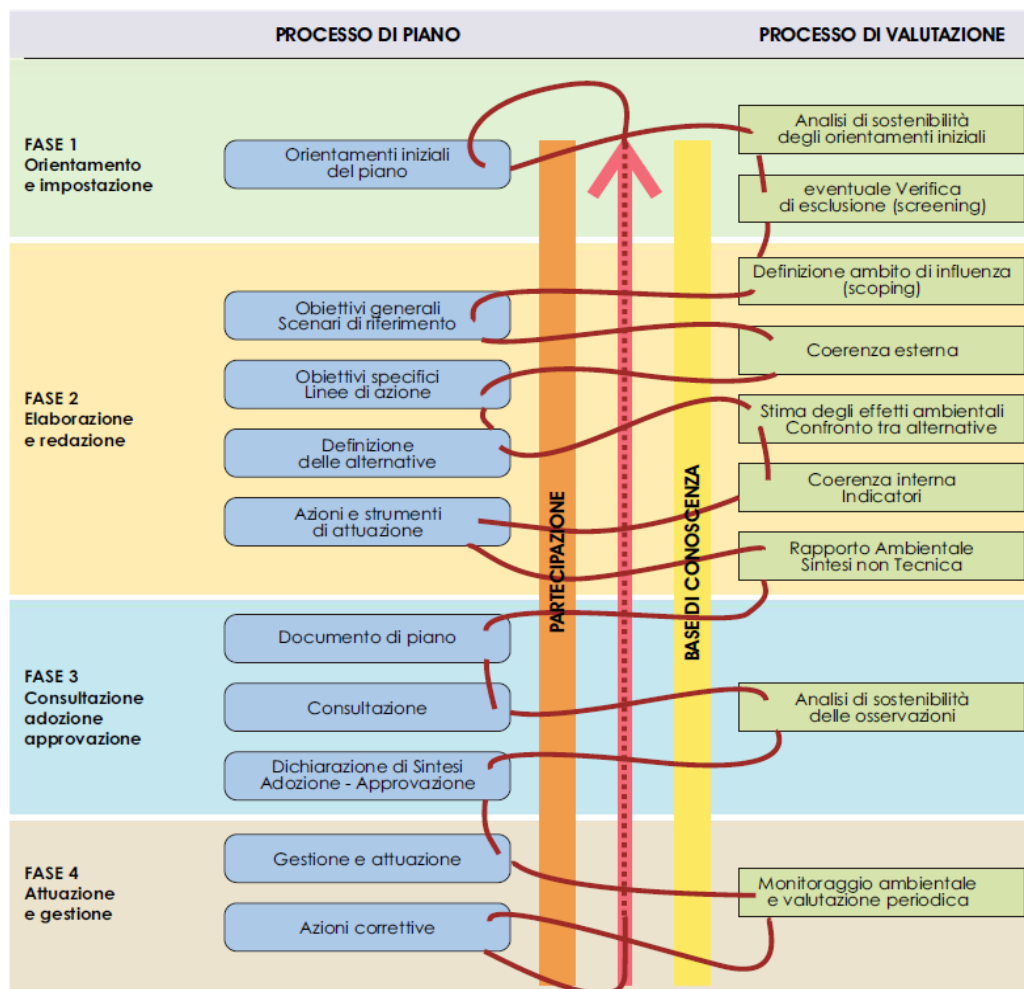 PROCESSO DI PIANO
PROCESSO DI VALUTAZIONE
FASE 1
Orientamento
e impostazione
Orientamenti iniziali
del piano
Analisi di sostenibilità
degli orientamenti iniziali
eventuale Verifica
di esclusione (screening)
FASE 2
Elaborazione
e redazione
Definizione ambito di influenza
(scoping)
Obiettivi generali
Scenari di riferimento
Coerenza esterna
Obiettivi specifici
Linee di azione
Stima degli effetti ambientali
Confronto tra alternative
Definizione
delle alternative
Coerenza interna
Indicatori
Azioni e strumenti
di attuazione
Rapporto Ambientale
Sintesi non Tecnica
PARTECIPAZIONE
BASE DI CONOSCENZA
FASE 3
Consultazione
adozione
approvazione
Documento di piano
Consultazione
Analisi di sostenibilità
delle osservazioni
Dichiarazione di Sintesi
Adozione - Approvazione
FASE 4
Attuazione
e gestione
Gestione e attuazione
Monitoraggio ambientale
e valutazione periodica
Azioni correttive